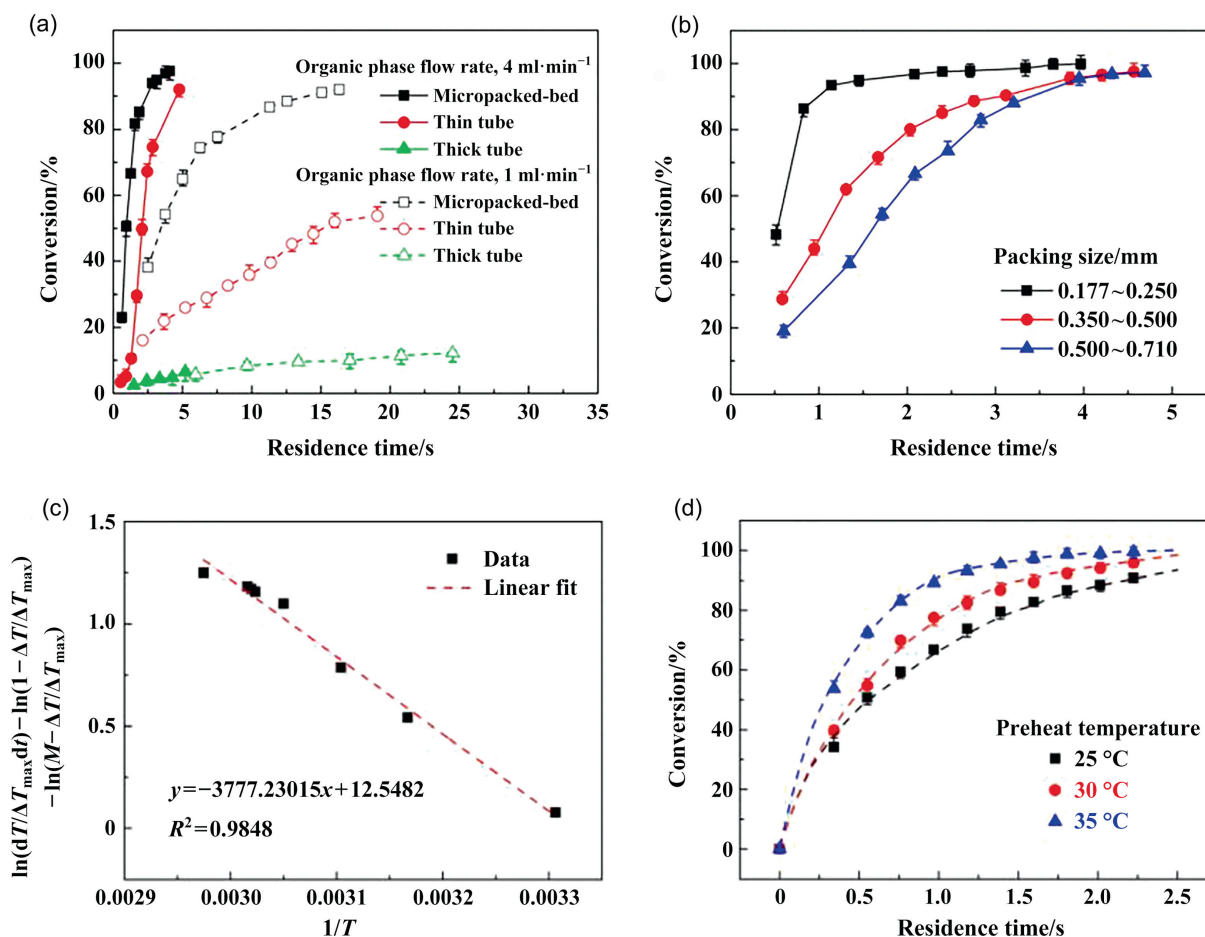 (a)
100
80
60
40
20
0
Conversion/%
0 5 10 15 20 25 30 35
Residence time/s
Organic phase flow rate, 4 ml·min⁻¹
Micropacked-bed
Thin tube
Thick tube
Organic phase flow rate, 1 ml·min⁻¹
Micropacked-bed
Thin tube
Thick tube
(b)
100
80
60
40
20
0
Conversion/%
0 1 2 3 4 5
Residence time/s
Packing size/mm
0.177~0.250
0.350~0.500
0.500~0.710
(c)
1.5
1.0
0.5
0
ln(dT/ΔTmaxdt)−ln(1−ΔT/ΔTmax)
−ln(M−ΔT/ΔTmax)
Data
Linear fit
y=−3777.23015x+12.5482
R²=0.9848
0.0029 0.0030 0.0031 0.0032 0.0033
1/T
(d)
100
80
60
40
20
0
Conversion/%
Preheat temperature
25 °C
30 °C
35 °C
0 0.5 1.0 1.5 2.0 2.5
Residence time/s